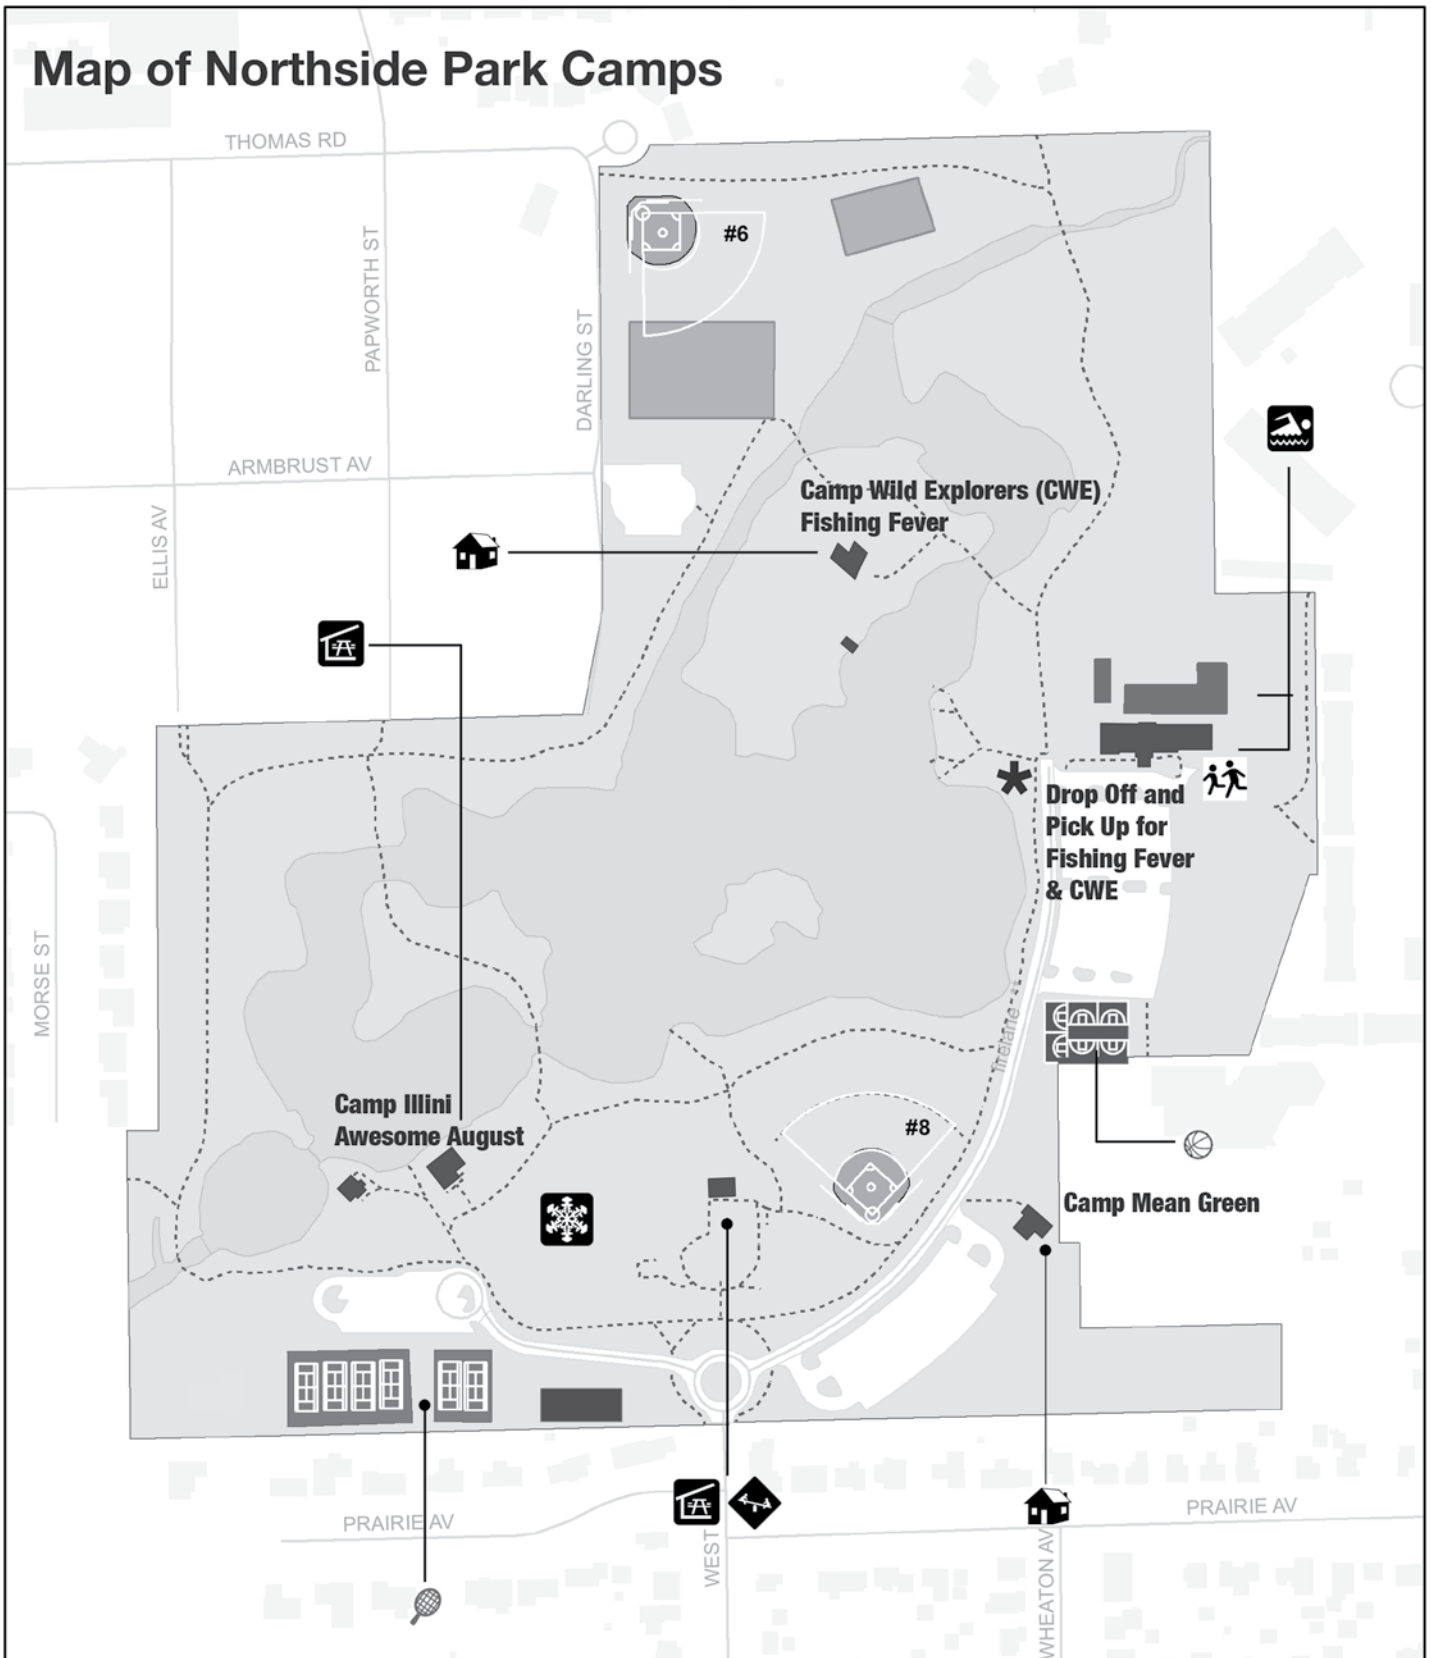 Map of Northside Park Camps
THOMAS RD
PAPWORTH ST
#6
DARLING ST
ARMBRUST AV
ELLIS AV
Camp Wild Explorers (CWE)
Fishing Fever
Drop Off and
Pick Up for
Fishing Fever
& CWE
MORSE ST
firelane
Camp Illini
Awesome August
#8
Camp Mean Green
PRAIRIE AV
PRAIRIE AV
WEST
WHEATON AV